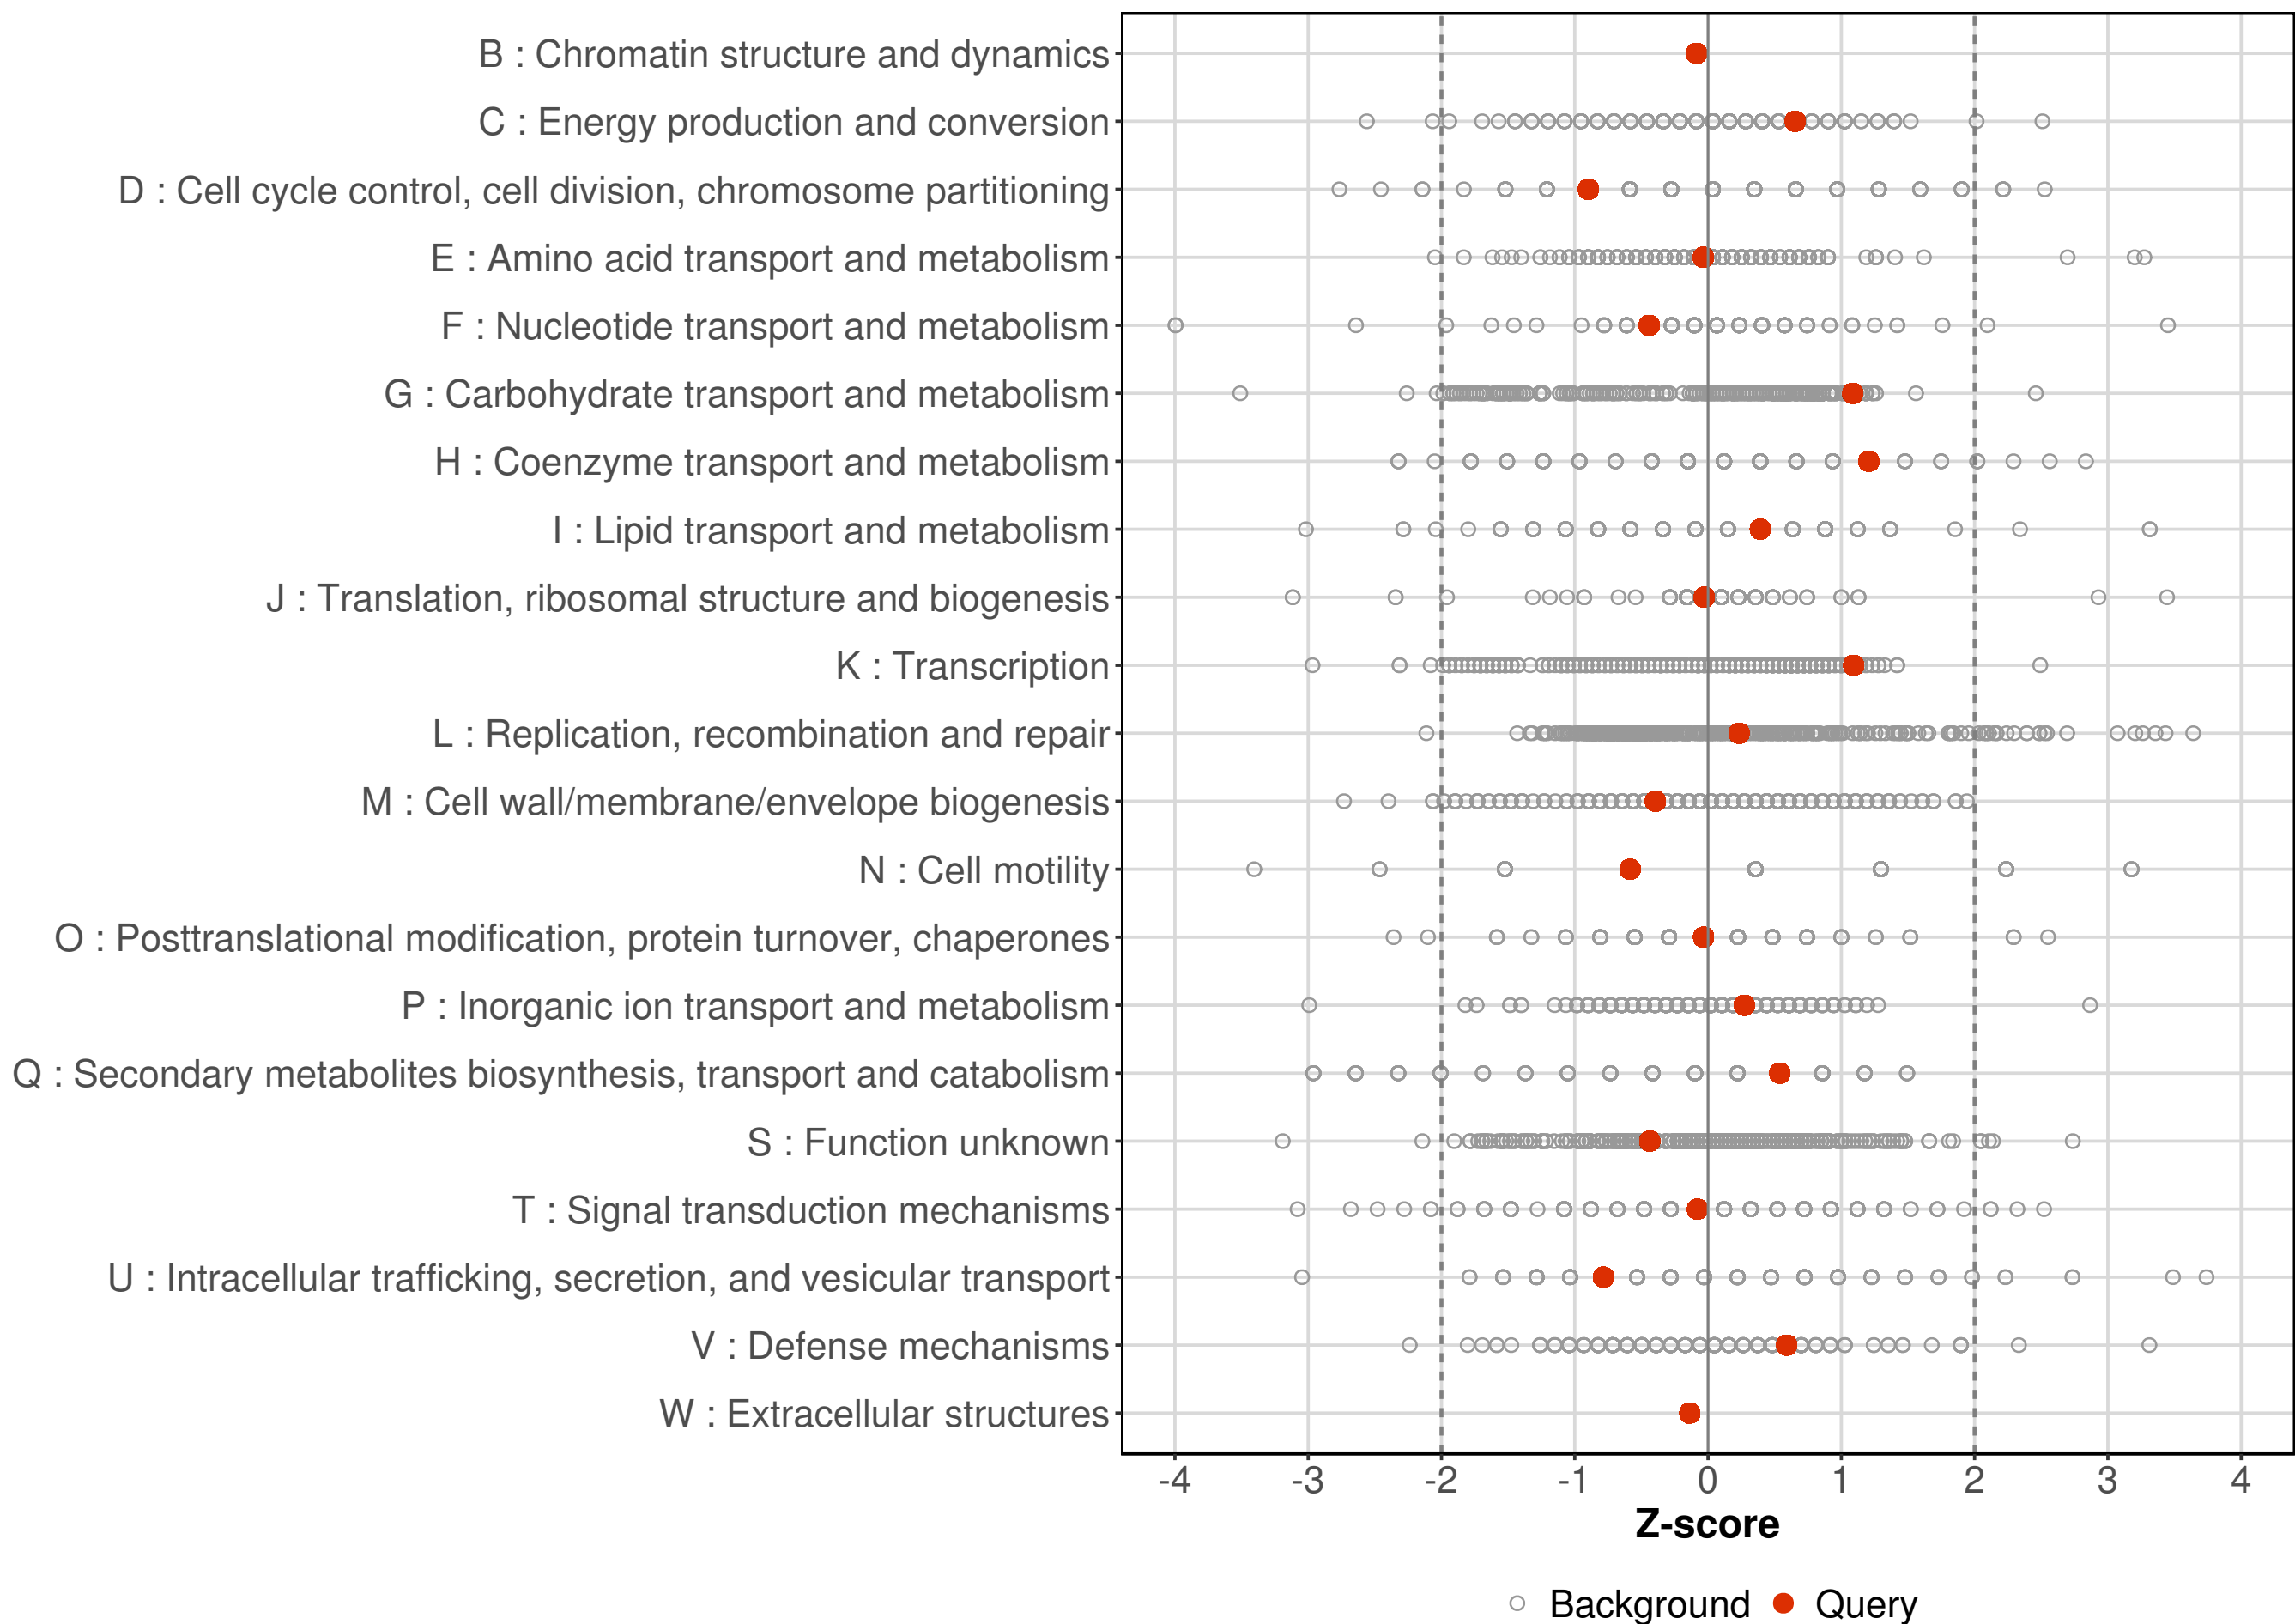 B : Chromatin structure and dynamics
C : Energy production and conversion
D : Cell cycle control, cell division, chromosome partitioning
E : Amino acid transport and metabolism
F : Nucleotide transport and metabolism
G : Carbohydrate transport and metabolism
H : Coenzyme transport and metabolism
I : Lipid transport and metabolism
J : Translation, ribosomal structure and biogenesis
K : Transcription
L : Replication, recombination and repair
M : Cell wall/membrane/envelope biogenesis
N : Cell motility
O : Posttranslational modification, protein turnover, chaperones
P : Inorganic ion transport and metabolism
Q : Secondary metabolites biosynthesis, transport and catabolism
S : Function unknown
T : Signal transduction mechanisms
U : Intracellular trafficking, secretion, and vesicular transport
V : Defense mechanisms
W : Extracellular structures
-4 -3 -2 -1 0 1 2 3 4
Z-score
Background Query